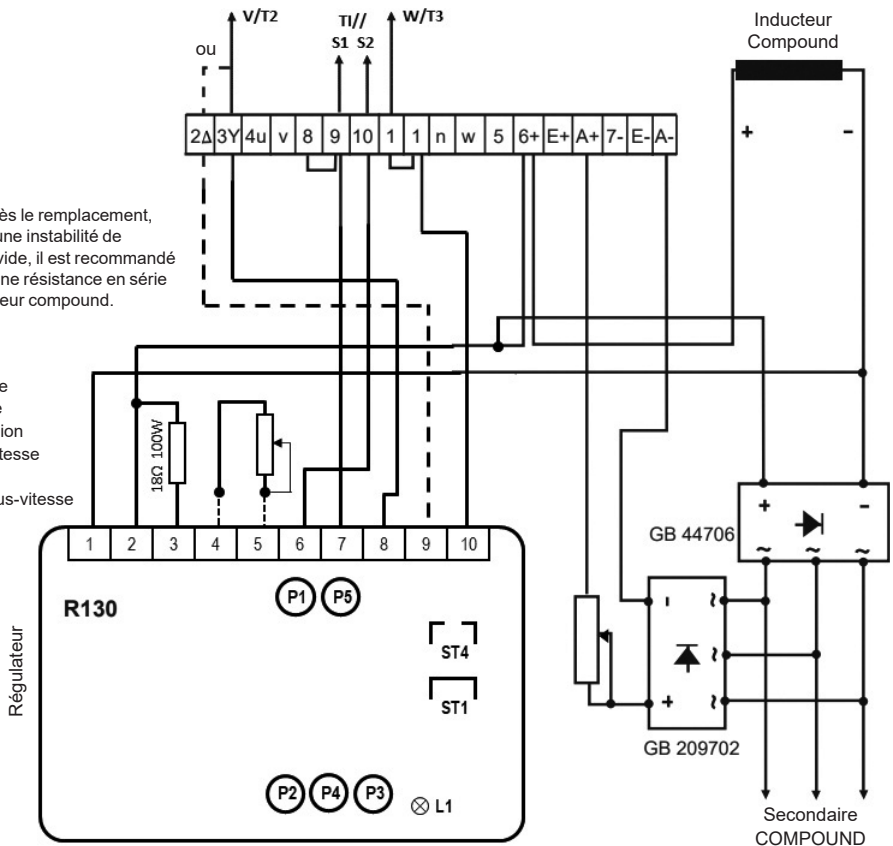 V/T2
TI//
W/T3
S1 S2
ou
Inducteur
Compound
2Δ 3Y 4u v 8 9 10 1 1 n w 5 6+ E+ A+ 7- E- A-
+ -
ès le remplacement,
une instabilité de
vide, il est recommandé
ne résistance en série
eur compound.
e
e
ion
tesse
us-vitesse
18Ω 100W
1 2 3 4 5 6 7 8 9 10
R130
P1 P5
ST4
ST1
P2 P4 P3
L1
Régulateur
GB 44706
+ -
~ ~ ~
- ~
~
+ ~
GB 209702
Secondaire
COMPOUND